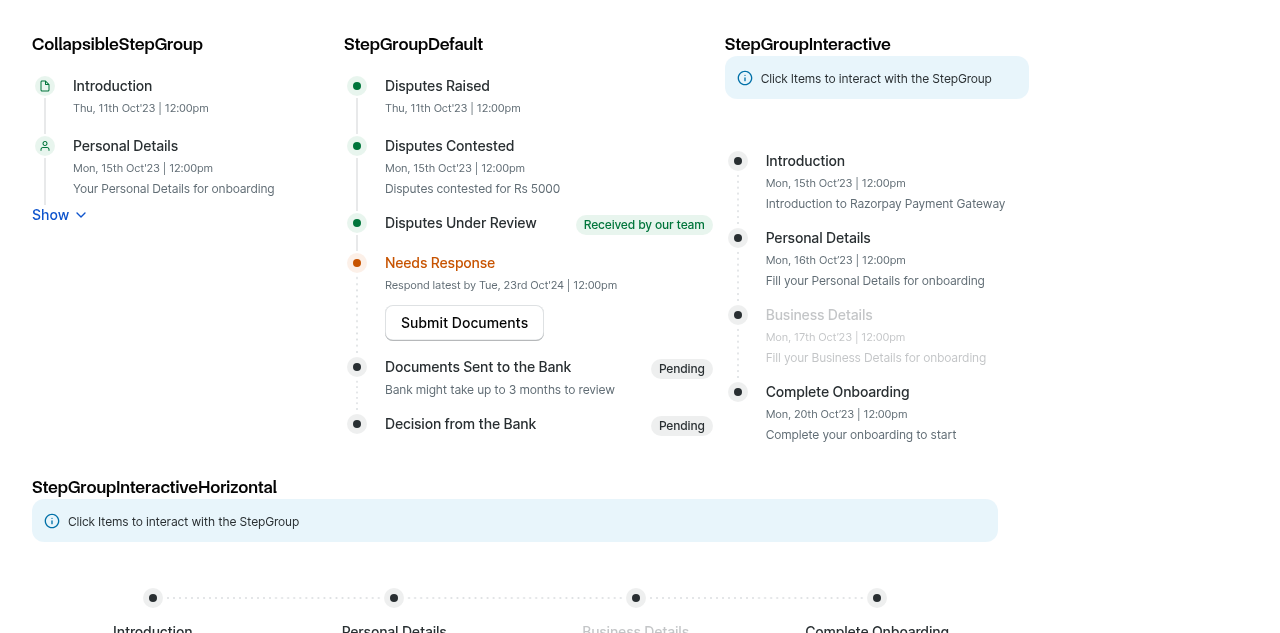 CollapsibleStepGroup
Introduction
Thu, 11th Oct'23 | 12:00pm
Personal Details
Mon, 15th Oct'23 | 12:00pm
Your Personal Details for onboarding
Show
StepGroupDefault
Disputes Raised
Thu, 11th Oct'23 | 12:00pm
Disputes Contested
Mon, 15th Oct'23 | 12:00pm
Disputes contested for Rs 5000
Disputes Under Review
Received by our team
Needs Response
Respond latest by Tue, 23rd Oct'24 | 12:00pm
Submit Documents
Documents Sent to the Bank
Pending
Bank might take up to 3 months to review
Decision from the Bank
Pending
StepGroupInteractive
Click Items to interact with the StepGroup
Introduction
Mon, 15th Oct'23 | 12:00pm
Introduction to Razorpay Payment Gateway
Personal Details
Mon, 16th Oct'23 | 12:00pm
Fill your Personal Details for onboarding
Business Details
Mon, 17th Oct'23 | 12:00pm
Fill your Business Details for onboarding
Complete Onboarding
Mon, 20th Oct'23 | 12:00pm
Complete your onboarding to start
StepGroupInteractiveHorizontal
Click Items to interact with the StepGroup
Introduction
Personal Details
Business Details
Complete Onboarding